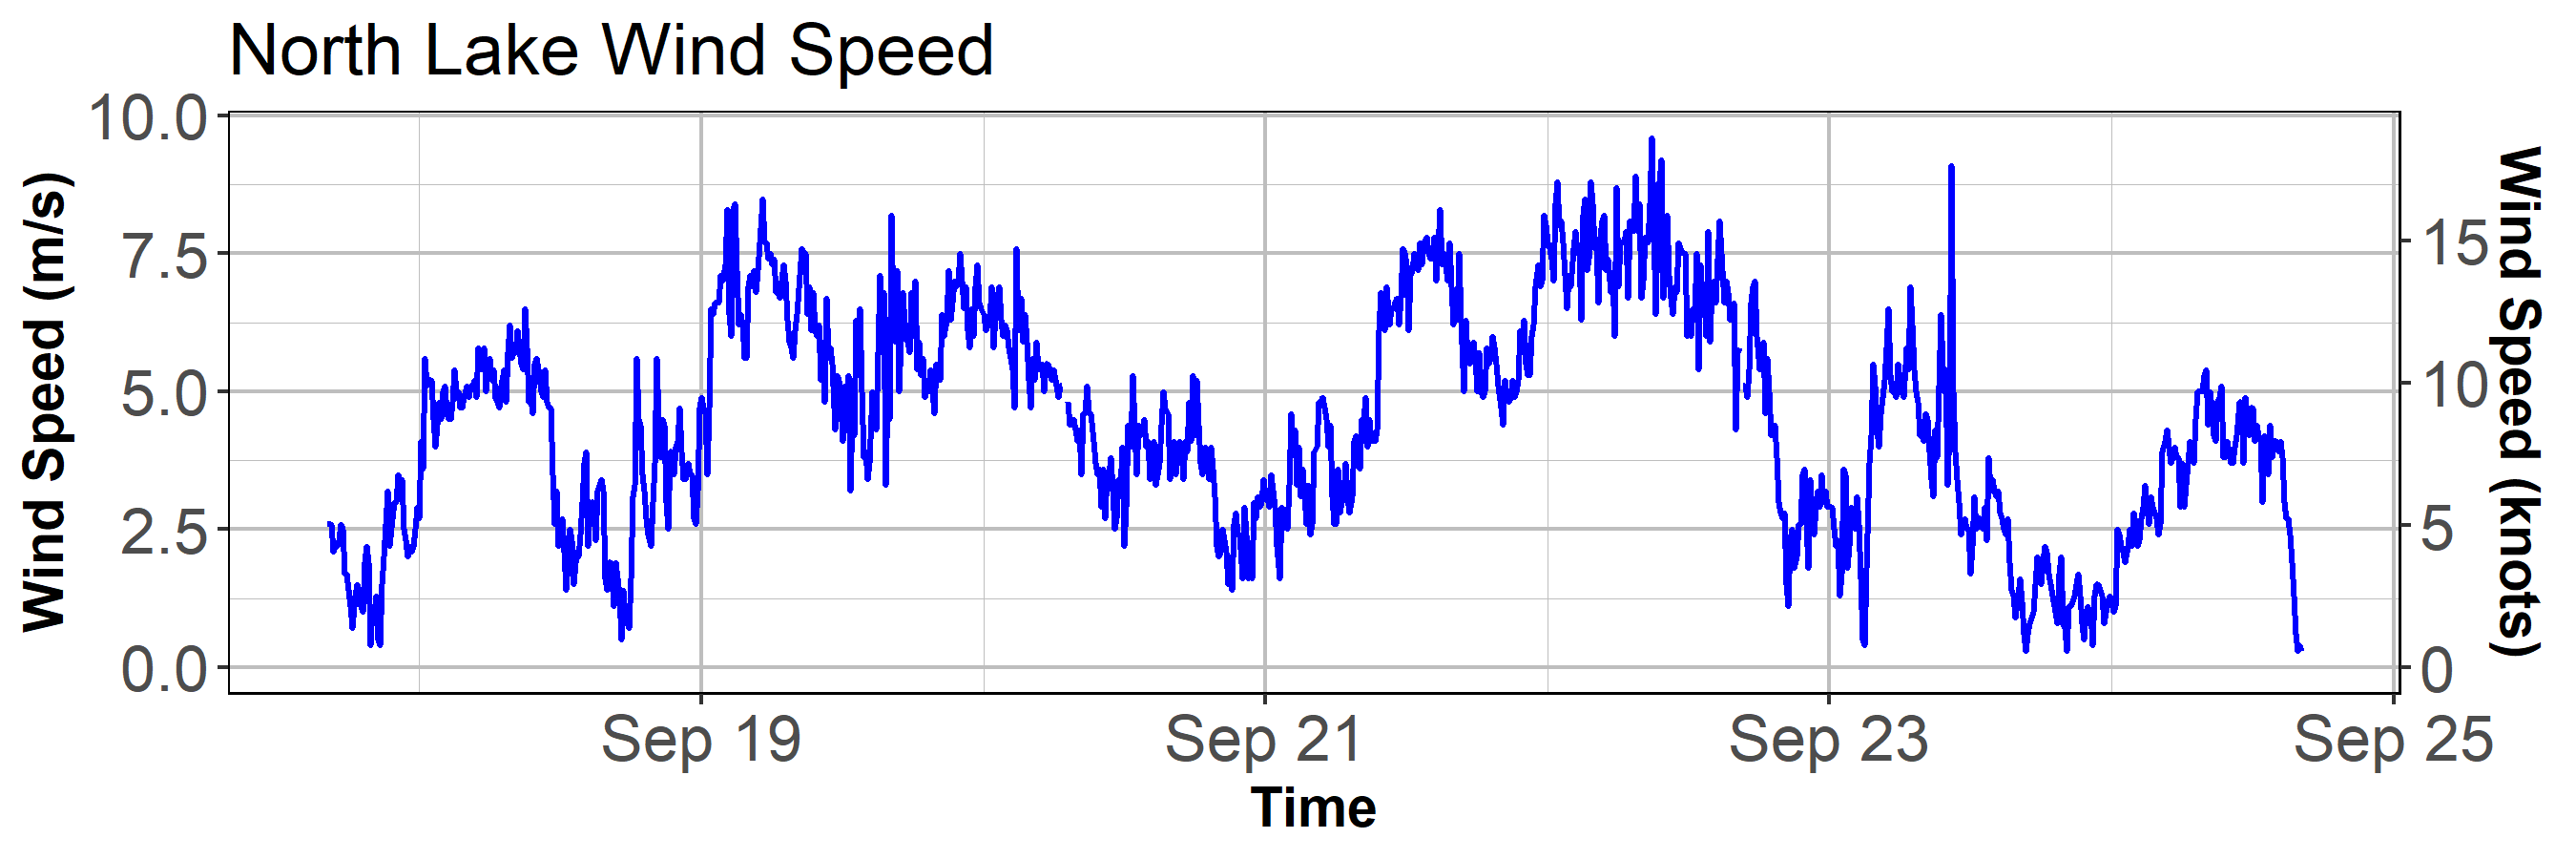 North Lake Wind Speed
10.0
7.5
5.0
2.5
0.0
Wind Speed (m/s)
15
10
5
0
Wind Speed (knots)
Sep 19
Sep 21
Sep 23
Sep 25
Time